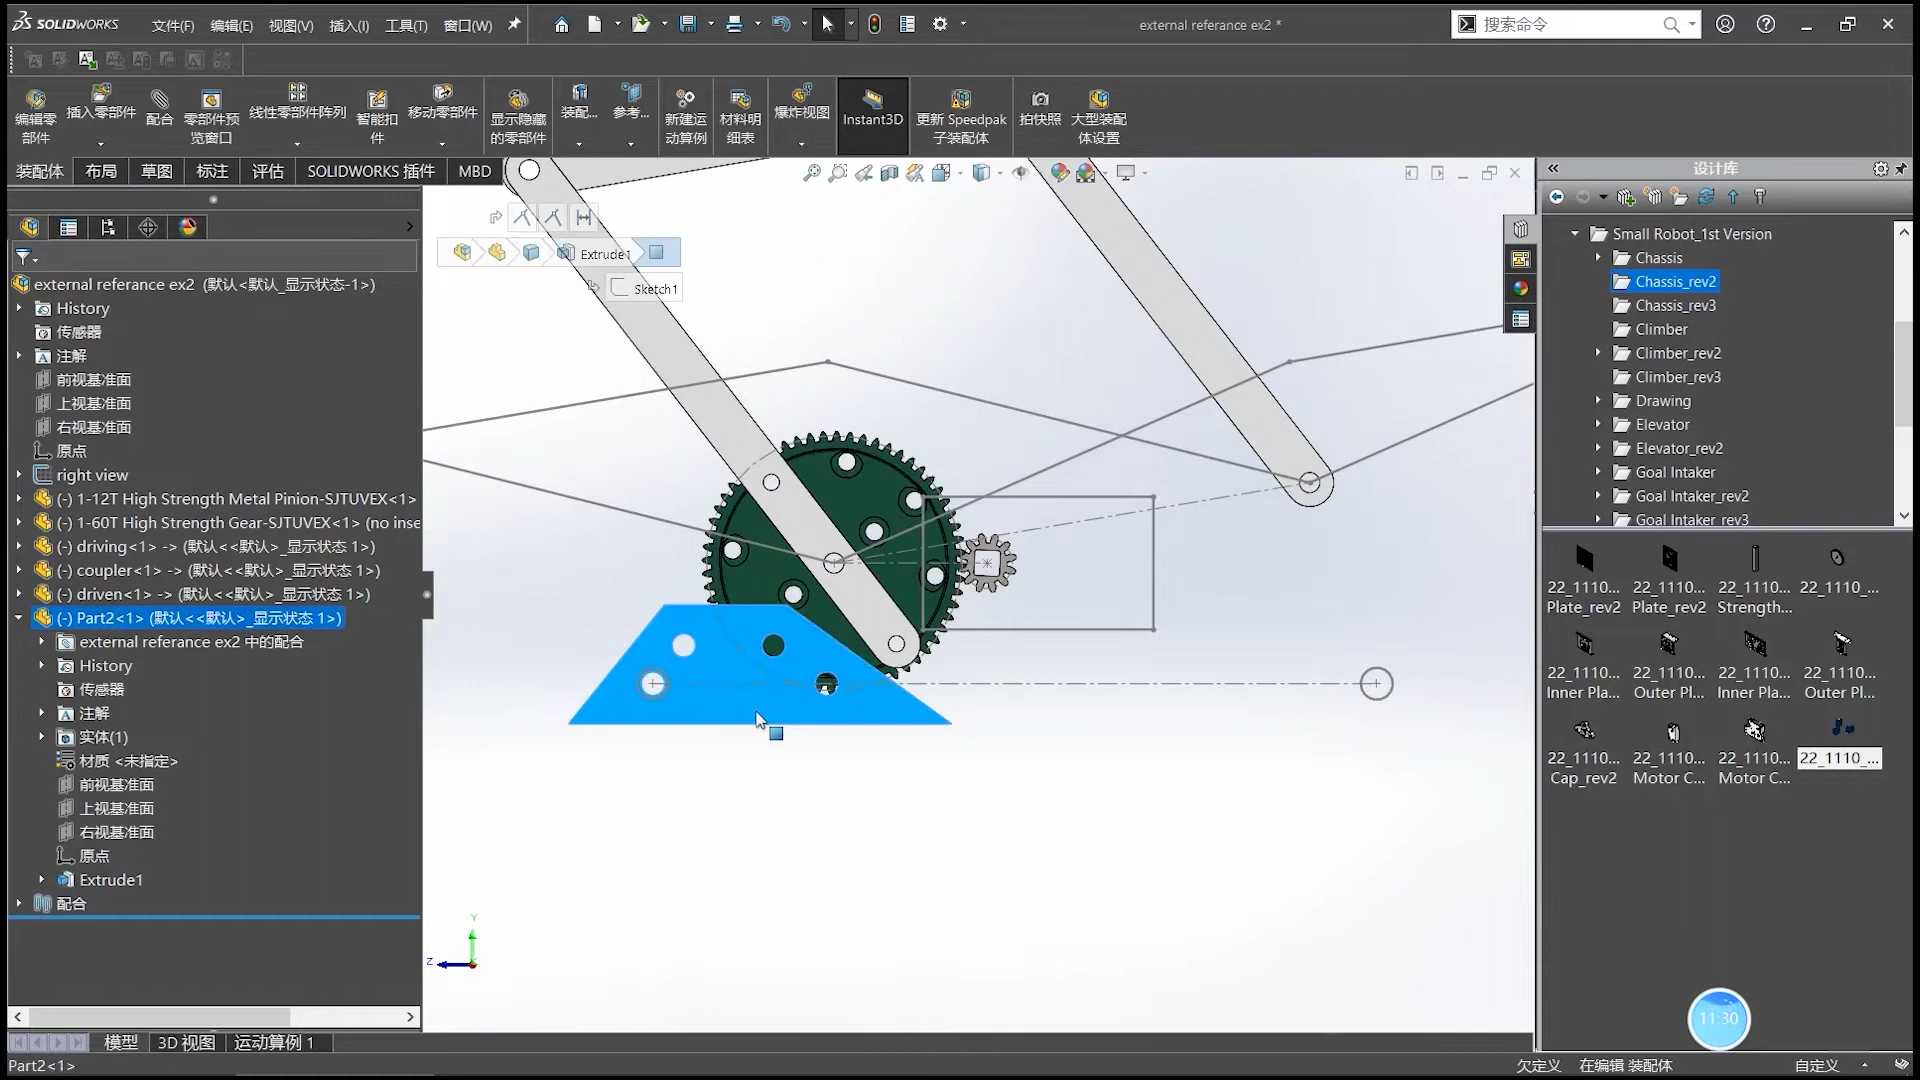 SOLIDWORKS 文件(F) 编辑(E) 视图(V) 插入(I) 工具(T) 窗口(W) external referance ex2 * 搜索命令
编辑零部件 插入零部件 配合 零部件预览窗口 线性零部件阵列 智能扣件 移动零部件 显示隐藏的零部件 装配... 参考... 新建运动算例 材料明细表 爆炸视图 Instant3D 更新 Speedpak 子装配体 拍快照 大型装配体设置
装配体 布局 草图 标注 评估 SOLIDWORKS 插件 MBD
设计库
Extrude1
Sketch1
external referance ex2 (默认<默认_显示状态-1>)
History
传感器
注解
前视基准面
上视基准面
右视基准面
原点
right view
(-) 1-12T High Strength Metal Pinion-SJTUVEX<1>
(-) 1-60T High Strength Gear-SJTUVEX<1> (no inse
(-) driving<1> -> (默认<<默认>_显示状态 1>)
(-) coupler<1> -> (默认<<默认>_显示状态 1>)
(-) driven<1> -> (默认<<默认>_显示状态 1>)
(-) Part2<1> (默认<<默认>_显示状态 1>)
external referance ex2 中的配合
History
传感器
注解
实体(1)
材质 <未指定>
前视基准面
上视基准面
右视基准面
原点
Extrude1
配合
Y
Z
Small Robot_1st Version
Chassis
Chassis_rev2
Chassis_rev3
Climber
Climber_rev2
Climber_rev3
Drawing
Elevator
Elevator_rev2
Goal Intaker
Goal Intaker_rev2
Goal Intaker_rev3
22_1110... 22_1110... 22_1110... 22_1110_...
Plate_rev2 Plate_rev2 Strength...
22_1110... 22_1110... 22_1110... 22_1110...
Inner Pla... Outer Pl... Inner Pla... Outer Pl...
22_1110... 22_1110... 22_1110... 22_1110_...
Cap_rev2 Motor C... Motor C...
11:30
模型 3D 视图 运动算例 1
Part2<1> 欠定义 在编辑 装配体 自定义